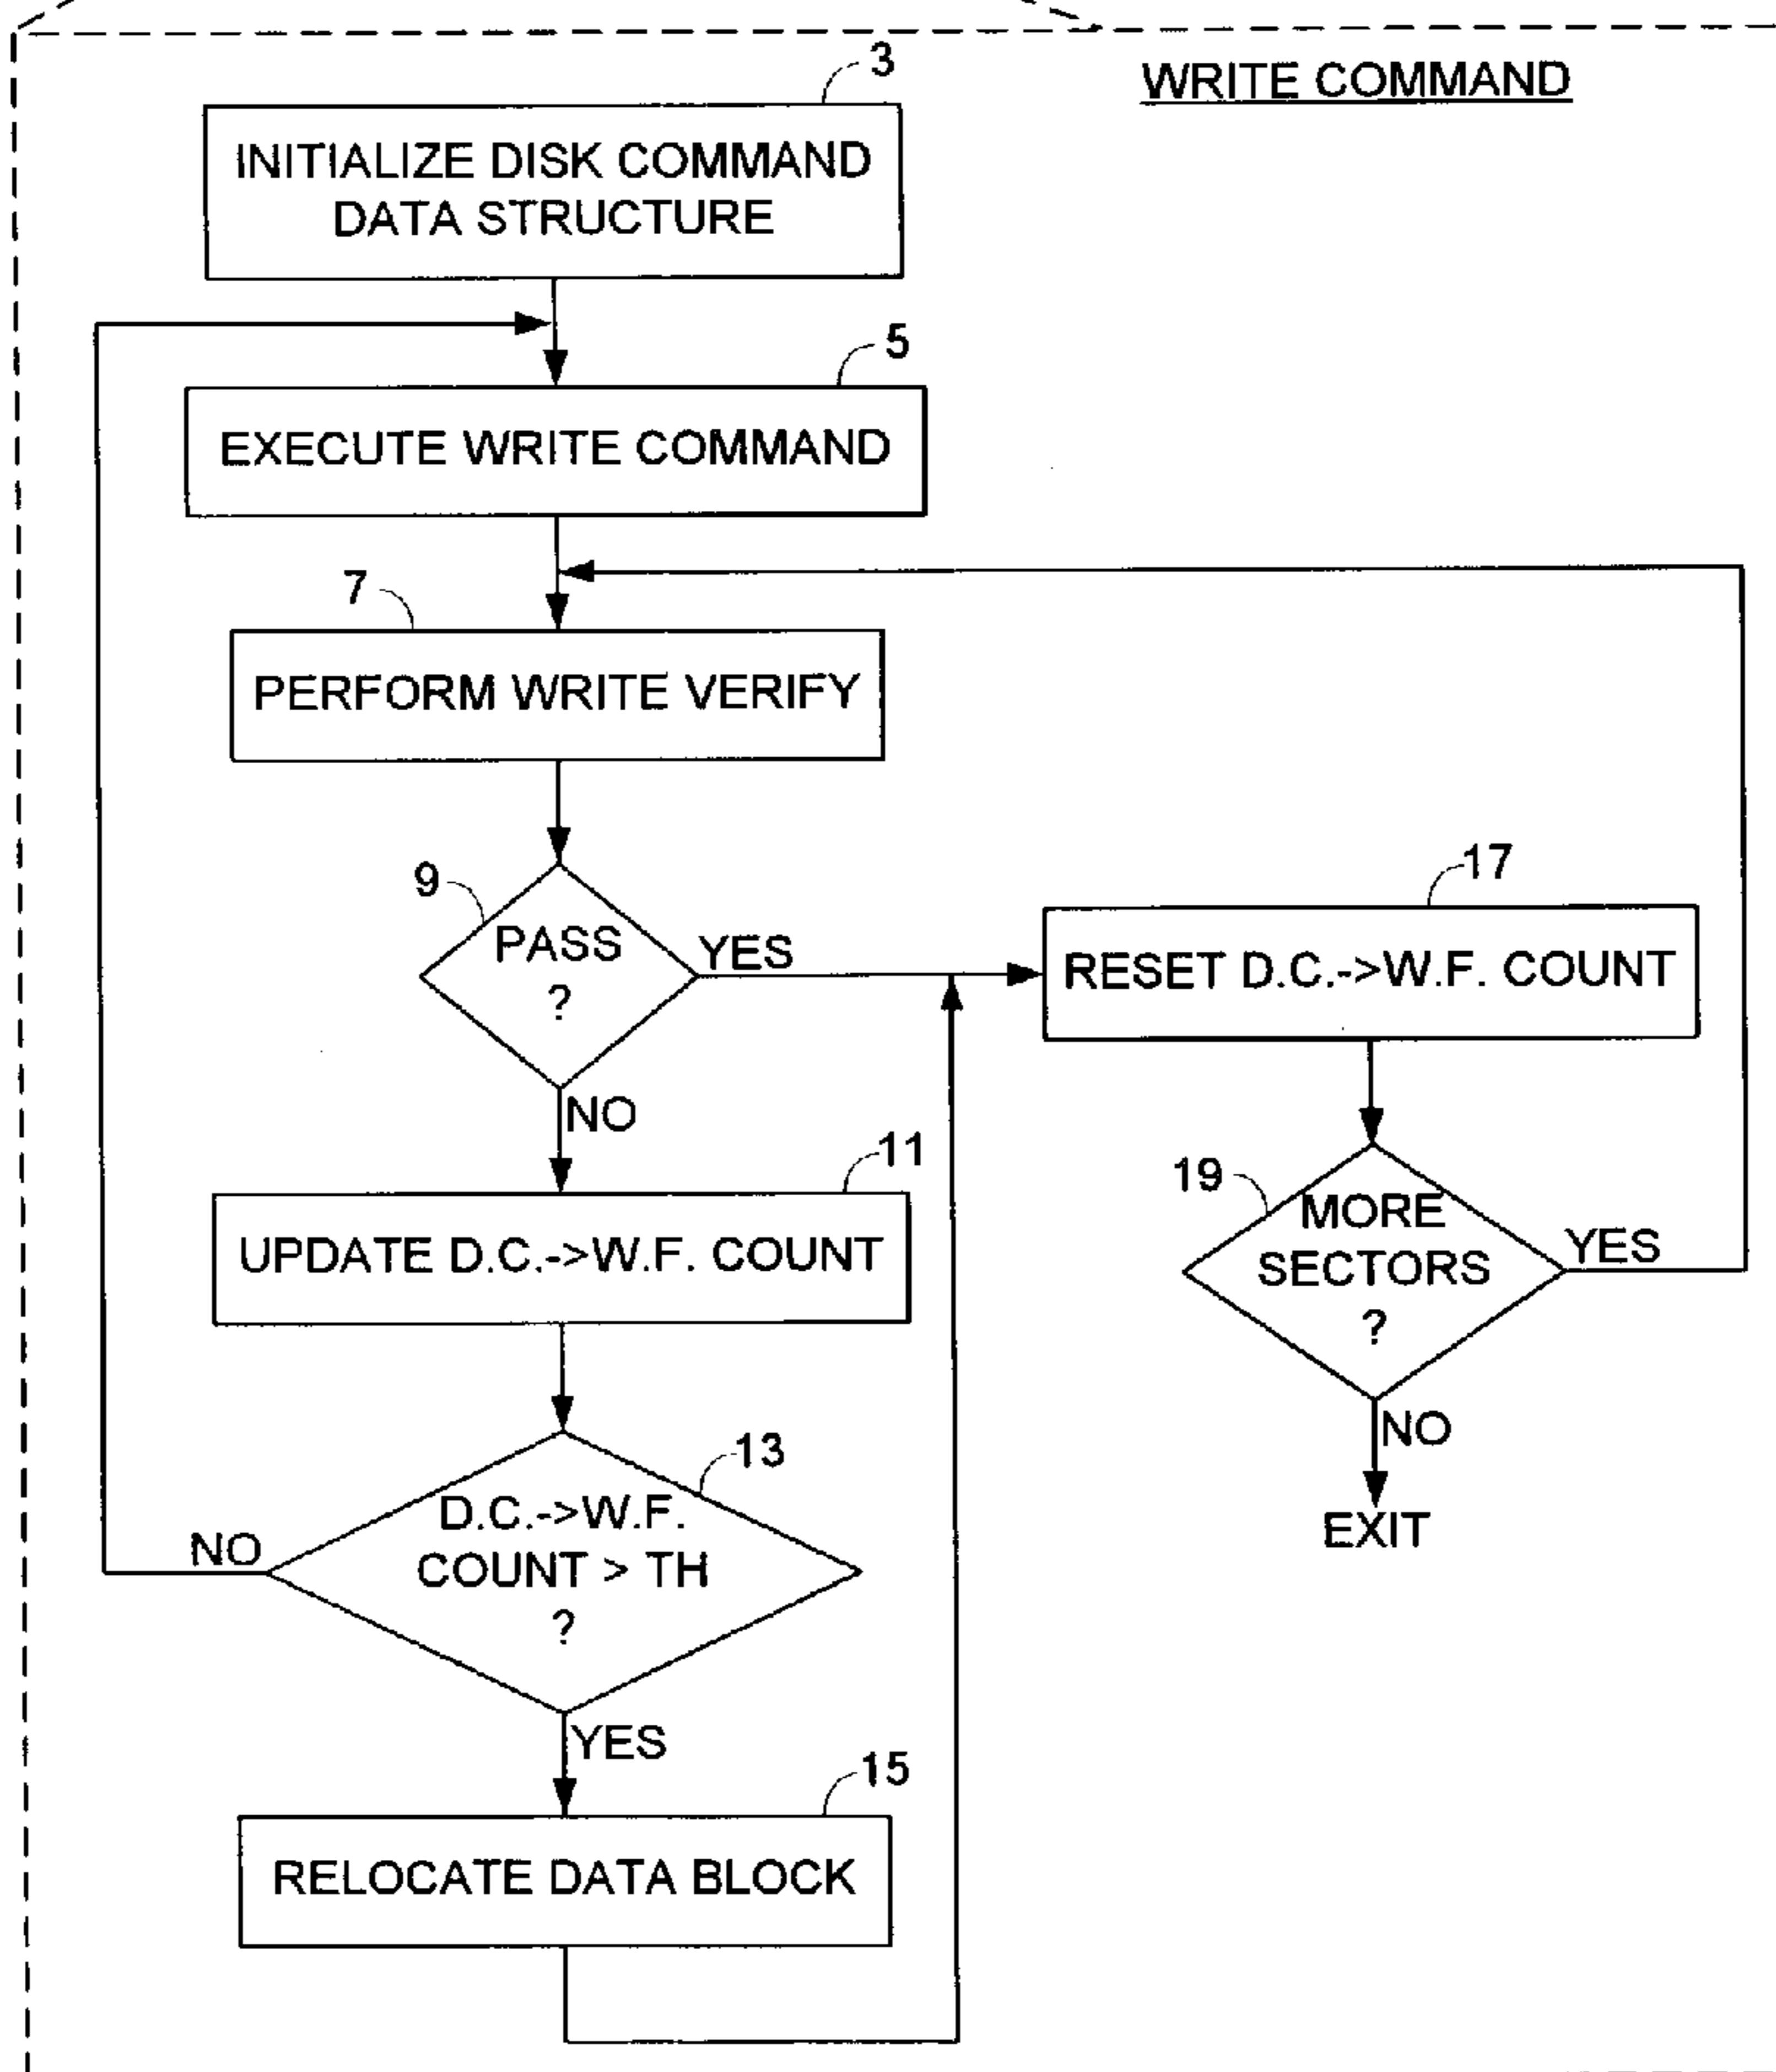 WRITE COMMAND
3
INITIALIZE DISK COMMAND
DATA STRUCTURE
5
EXECUTE WRITE COMMAND
7
PERFORM WRITE VERIFY
9
PASS
?
YES
NO
17
RESET D.C.->W.F. COUNT
11
UPDATE D.C.->W.F. COUNT
19
MORE
SECTORS
?
YES
NO
EXIT
13
D.C.->W.F.
COUNT > TH
?
NO
YES
15
RELOCATE DATA BLOCK